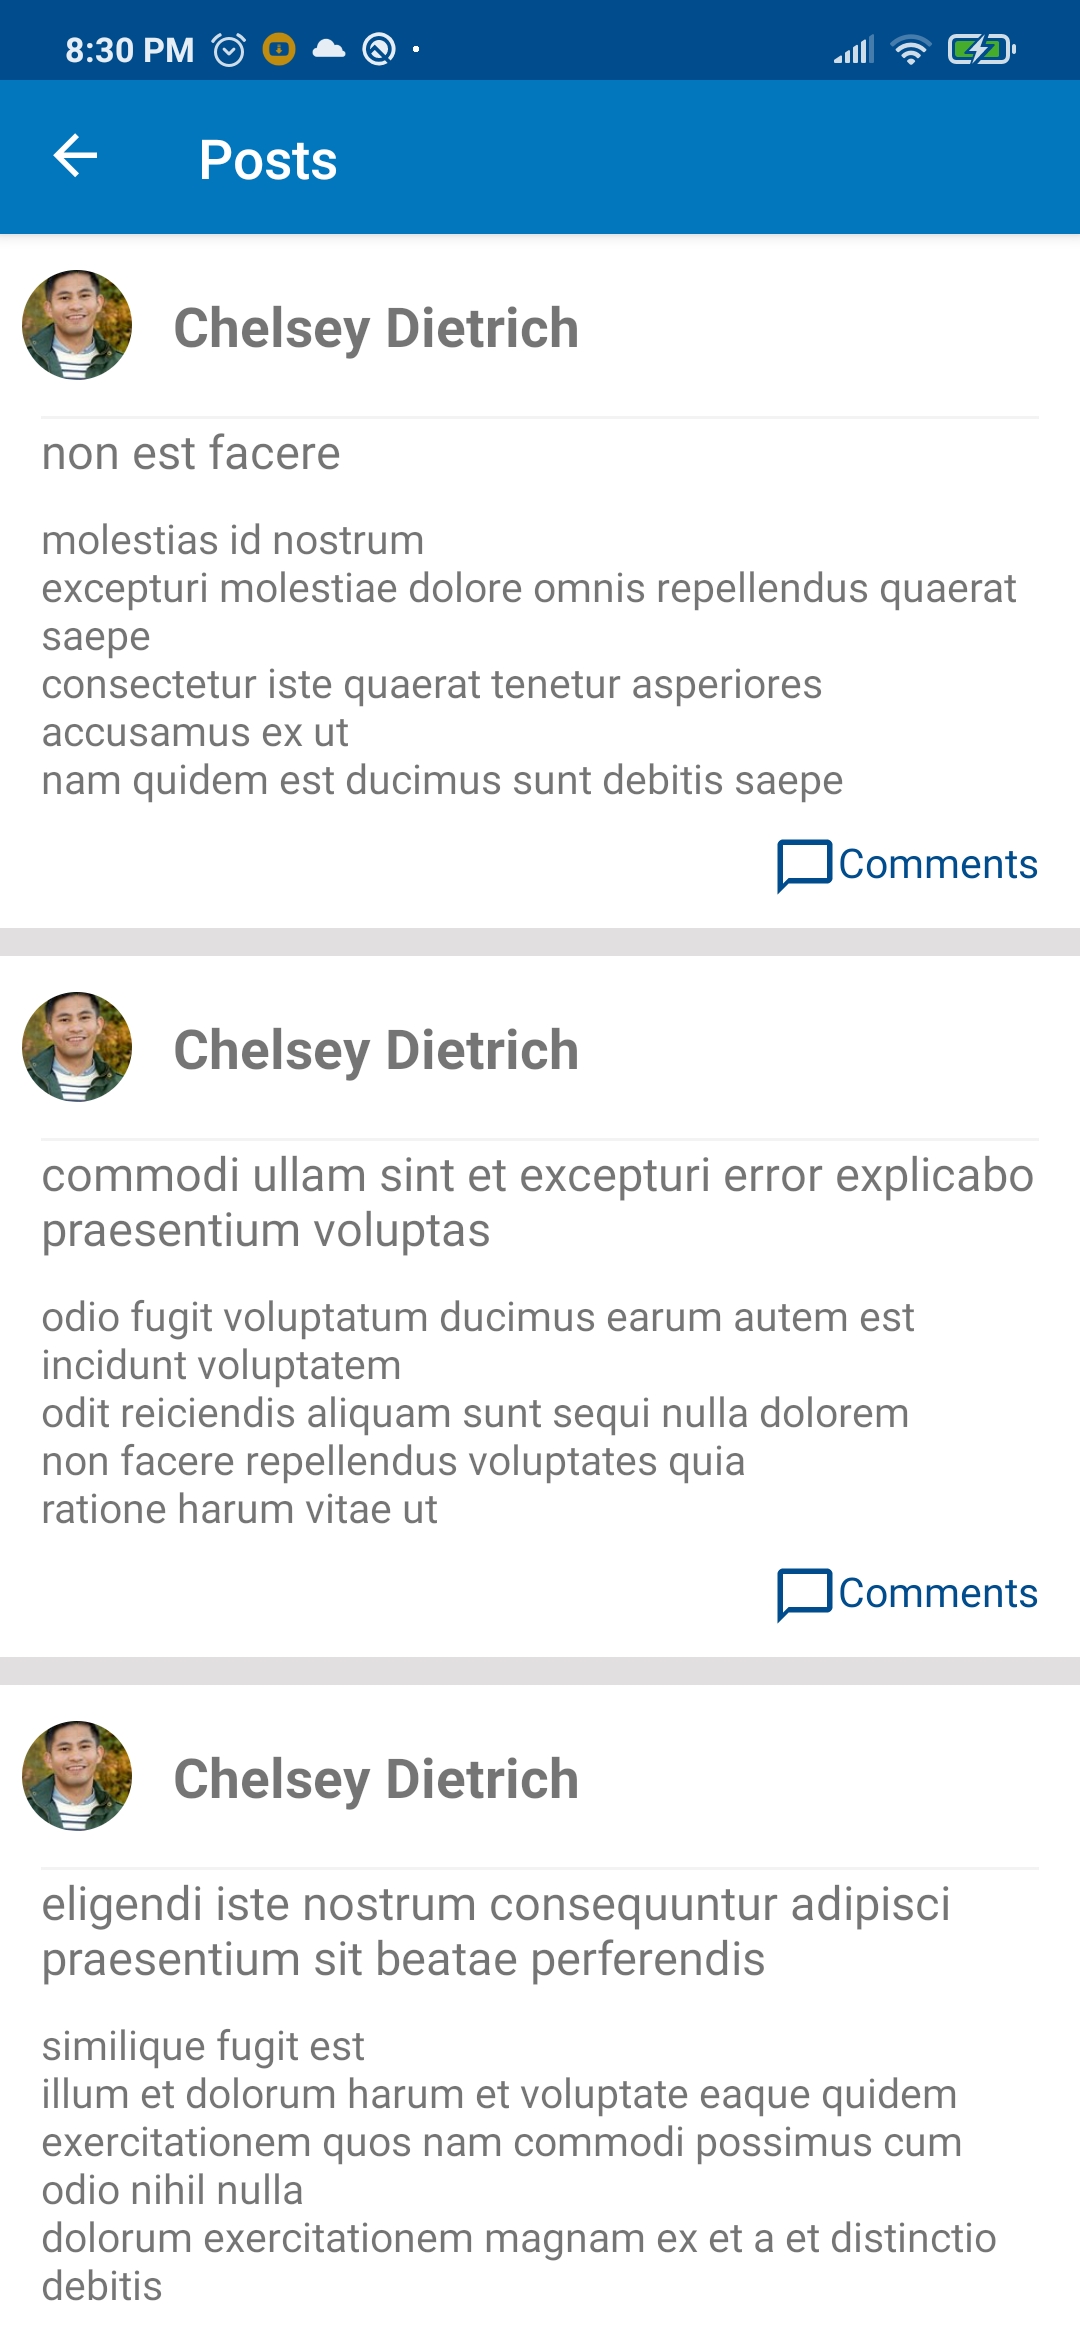 8:30 PM
Posts
Chelsey Dietrich
non est facere
molestias id nostrum
excepturi molestiae dolore omnis repellendus quaerat
saepe
consectetur iste quaerat tenetur asperiores
accusamus ex ut
nam quidem est ducimus sunt debitis saepe
Comments
Chelsey Dietrich
commodi ullam sint et excepturi error explicabo
praesentium voluptas
odio fugit voluptatum ducimus earum autem est
incidunt voluptatem
odit reiciendis aliquam sunt sequi nulla dolorem
non facere repellendus voluptates quia
ratione harum vitae ut
Comments
Chelsey Dietrich
eligendi iste nostrum consequuntur adipisci
praesentium sit beatae perferendis
similique fugit est
illum et dolorum harum et voluptate eaque quidem
exercitationem quos nam commodi possimus cum
odio nihil nulla
dolorum exercitationem magnam ex et a et distinctio
debitis